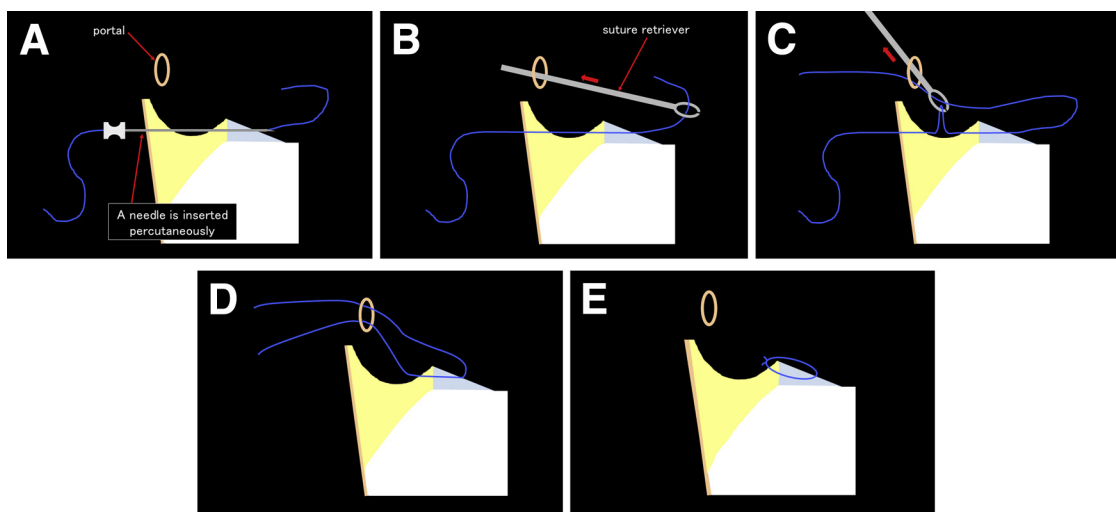 A
portal
A needle is inserted
percutaneously
B
suture retriever
C
D
E